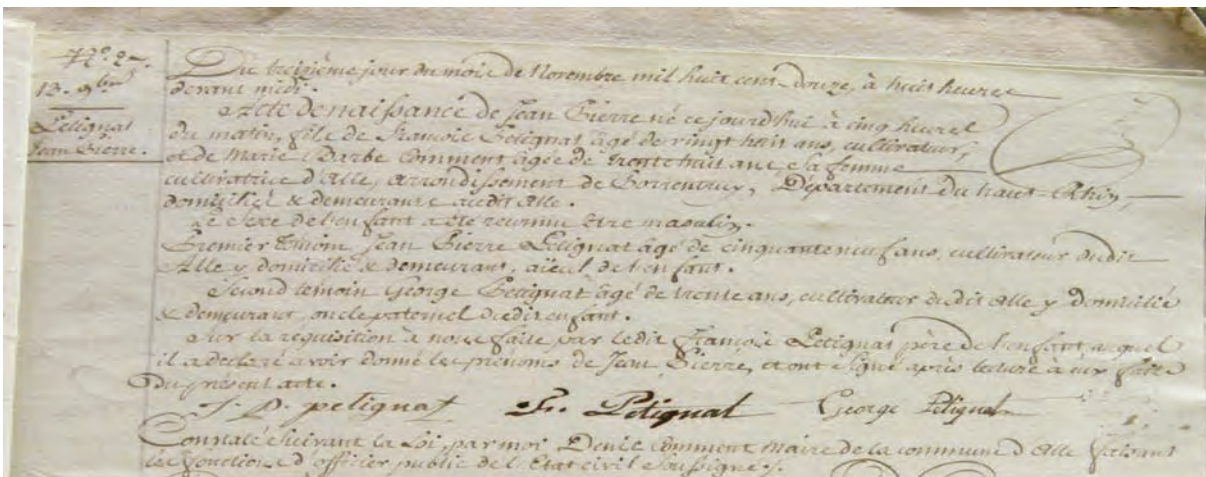 N.° 27.
13. 9bre
Petignat
Jean Pierre.
Du treizième jour du mois de Novembre mil huit cent douze, à huit heures
devant midi.
Acte de naissance de Jean Pierre né ce jourd'hui à cinq heures
du matin, fils de François Petignat âgé de vingt huit ans, cultivateur,
et de Marie Barbe Comment âgée de trente huit ans, sa femme
cultivatrice d'Alle, arrondissement de Porrentruy, Département du haut-Rhin,
domiciliés & demeurants audit Alle.
Le sexe de l'enfant a été reconnu être masculin.
Premier témoin, Jean Pierre Petignat âgé de cinquante neuf ans, cultivateur dudit
Alle y domicilié & demeurant, aïeul de l'enfant.
Second témoin George Petignat âgé de trente ans, cultivateur dudit Alle y domicilié
& demeurant, oncle paternel dudit enfant.
Sur la réquisition à nous faite par ledit François Petignat père de l'enfant auquel
il a déclaré avoir donné les prénoms de Jean Pierre, et ont signé après lecture à eux faite
du présent acte.
J. P. petignat Fr. Petignat George Petignat
Constaté suivant la Loi par moi Denis Comment Maire de la commune d'Alle faisant
les fonctions d'officier public de l'Etat civil soussigné.